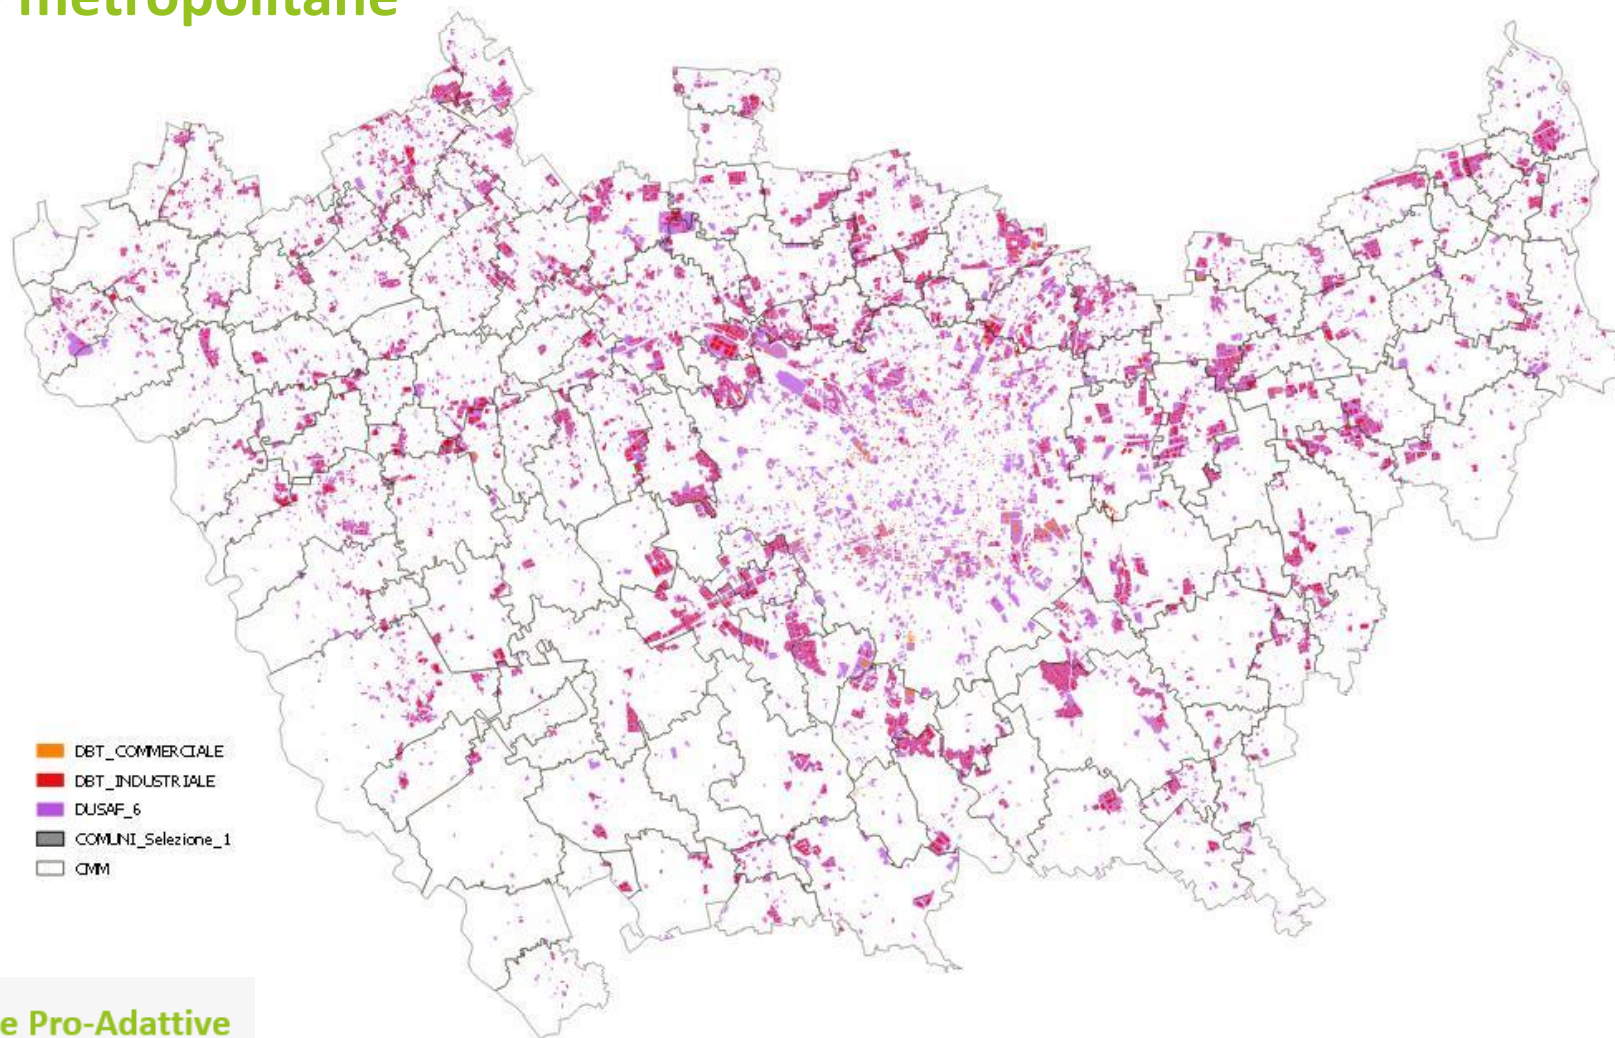 metropolitane
DBT_COMMERCIALE
DBT_INDUSTRIALE
DUSAF_6
COMUNI_Selezione_1
CMM
e Pro-Adattive